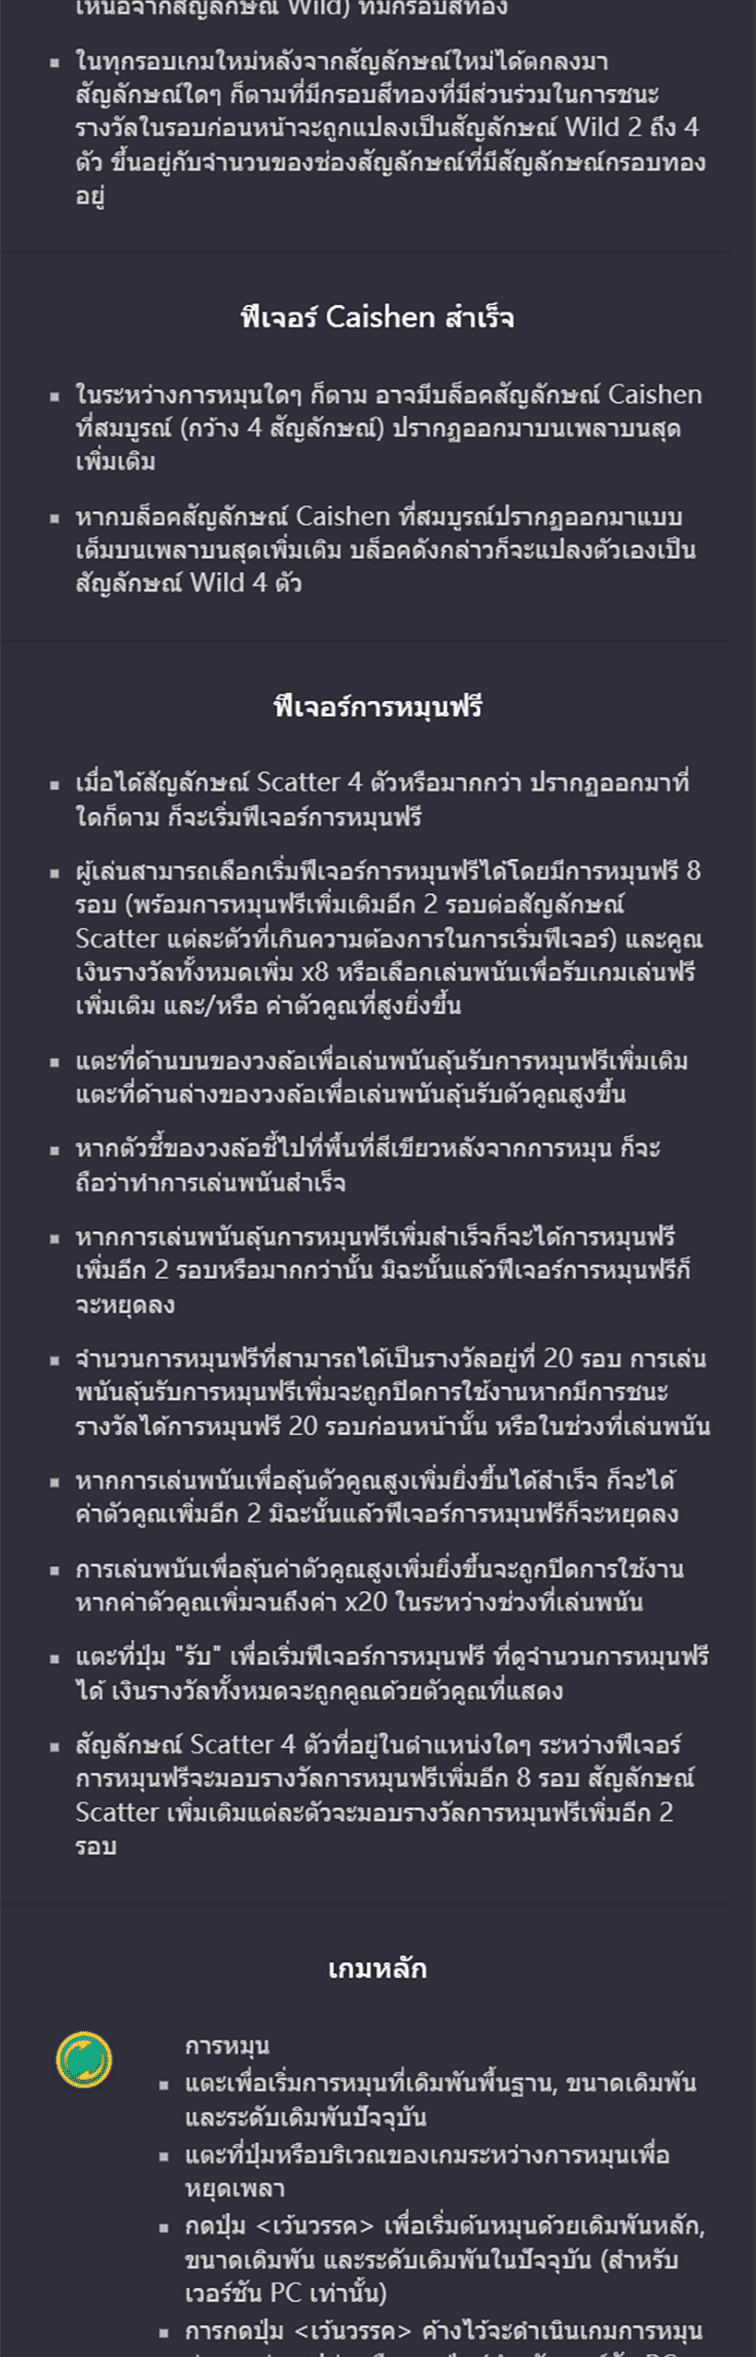 เหนือจากสัญลักษณ์ Wild) ที่มีกรอบสีทอง
ในทุกรอบเกมใหม่หลังจากสัญลักษณ์ใหม่ได้ตกลงมา
สัญลักษณ์ใดๆ ก็ตามที่มีกรอบสีทองที่มีส่วนร่วมในการชนะ
รางวัลในรอบก่อนหน้าจะถูกแปลงเป็นสัญลักษณ์ Wild 2 ถึง 4
ตัว ขึ้นอยู่กับจำนวนของช่องสัญลักษณ์ที่มีสัญลักษณ์กรอบทอง
อยู่
ฟีเจอร์ Caishen สำเร็จ
ในระหว่างการหมุนใดๆ ก็ตาม อาจมีบล็อคสัญลักษณ์ Caishen
ที่สมบูรณ์ (กว้าง 4 สัญลักษณ์) ปรากฏออกมาบนเพลาบนสุด
เพิ่มเติม
หากบล็อคสัญลักษณ์ Caishen ที่สมบูรณ์ปรากฏออกมาแบบ
เต็มบนเพลาบนสุดเพิ่มเติม บล็อคดังกล่าวก็จะแปลงตัวเองเป็น
สัญลักษณ์ Wild 4 ตัว
ฟีเจอร์การหมุนฟรี
เมื่อได้สัญลักษณ์ Scatter 4 ตัวหรือมากกว่า ปรากฏออกมาที่
ใดก็ตาม ก็จะเริ่มฟีเจอร์การหมุนฟรี
ผู้เล่นสามารถเลือกเริ่มฟีเจอร์การหมุนฟรีได้โดยมีการหมุนฟรี 8
รอบ (พร้อมการหมุนฟรีเพิ่มเติมอีก 2 รอบต่อสัญลักษณ์
Scatter แต่ละตัวที่เกินความต้องการในการเริ่มฟีเจอร์) และคูณ
เงินรางวัลทั้งหมดเพิ่ม x8 หรือเลือกเล่นพนันเพื่อรับเกมเล่นฟรี
เพิ่มเติม และ/หรือ ค่าตัวคูณที่สูงยิ่งขึ้น
แตะที่ด้านบนของวงล้อเพื่อเล่นพนันลุ้นรับการหมุนฟรีเพิ่มเติม
แตะที่ด้านล่างของวงล้อเพื่อเล่นพนันลุ้นรับตัวคูณสูงขึ้น
หากตัวชี้ของวงล้อชี้ไปที่พื้นที่สีเขียวหลังจากการหมุน ก็จะ
ถือว่าทำการเล่นพนันสำเร็จ
หากการเล่นพนันลุ้นการหมุนฟรีเพิ่มสำเร็จก็จะได้การหมุนฟรี
เพิ่มอีก 2 รอบหรือมากกว่านั้น มิฉะนั้นแล้วฟีเจอร์การหมุนฟรีก็
จะหยุดลง
จำนวนการหมุนฟรีที่สามารถได้เป็นรางวัลอยู่ที่ 20 รอบ การเล่น
พนันลุ้นรับการหมุนฟรีเพิ่มจะถูกปิดการใช้งานหากมีการชนะ
รางวัลได้การหมุนฟรี 20 รอบก่อนหน้านั้น หรือในช่วงที่เล่นพนัน
หากการเล่นพนันเพื่อลุ้นตัวคูณสูงเพิ่มยิ่งขึ้นได้สำเร็จ ก็จะได้
ค่าตัวคูณเพิ่มอีก 2 มิฉะนั้นแล้วฟีเจอร์การหมุนฟรีก็จะหยุดลง
การเล่นพนันเพื่อลุ้นค่าตัวคูณสูงเพิ่มยิ่งขึ้นจะถูกปิดการใช้งาน
หากค่าตัวคูณเพิ่มจนถึงค่า x20 ในระหว่างช่วงที่เล่นพนัน
แตะที่ปุ่ม "รับ" เพื่อเริ่มฟีเจอร์การหมุนฟรี ที่ดูจำนวนการหมุนฟรี
ได้ เงินรางวัลทั้งหมดจะถูกคูณด้วยตัวคูณที่แสดง
สัญลักษณ์ Scatter 4 ตัวที่อยู่ในตำแหน่งใดๆ ระหว่างฟีเจอร์
การหมุนฟรีจะมอบรางวัลการหมุนฟรีเพิ่มอีก 8 รอบ สัญลักษณ์
Scatter เพิ่มเติมแต่ละตัวจะมอบรางวัลการหมุนฟรีเพิ่มอีก 2
รอบ
เกมหลัก
การหมุน
แตะเพื่อเริ่มการหมุนที่เดิมพันพื้นฐาน, ขนาดเดิมพัน
และระดับเดิมพันปัจจุบัน
แตะที่ปุ่มหรือบริเวณของเกมระหว่างการหมุนเพื่อ
หยุดเพลา
กดปุ่ม <เว้นวรรค> เพื่อเริ่มต้นหมุนด้วยเดิมพันหลัก,
ขนาดเดิมพัน และระดับเดิมพันในปัจจุบัน (สำหรับ
เวอร์ชัน PC เท่านั้น)
การกดปุ่ม <เว้นวรรค> ค้างไว้จะดำเนินเกมการหมุน